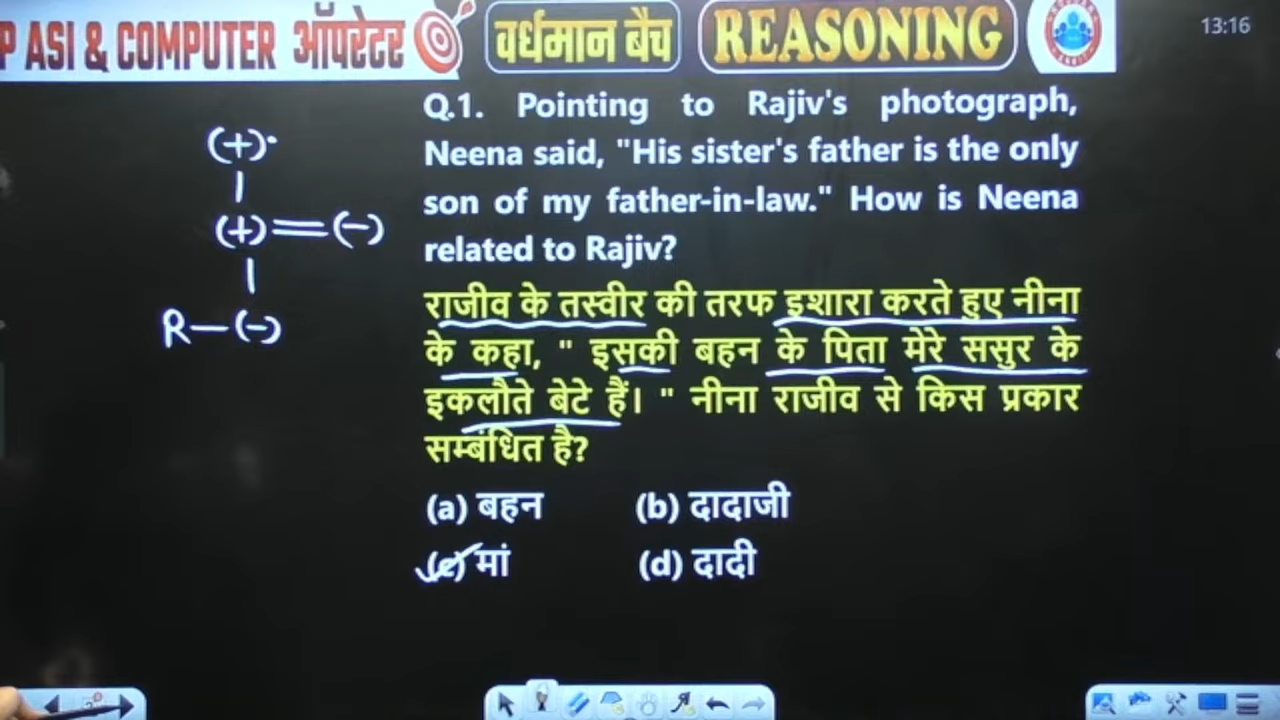 P ASI & COMPUTER ऑपरेटर
वर्धमान बैच
REASONING
13:16
Q.1. Pointing to Rajiv's photograph,
Neena said, "His sister's father is the only
son of my father-in-law." How is Neena
related to Rajiv?
राजीव के तस्वीर की तरफ इशारा करते हुए नीना
के कहा, " इसकी बहन के पिता मेरे ससुर के
इकलौते बेटे हैं। " नीना राजीव से किस प्रकार
सम्बंधित है?
(a) बहन (b) दादाजी
(c) मां (d) दादी
(+)
(+) = (-)
R-(-)